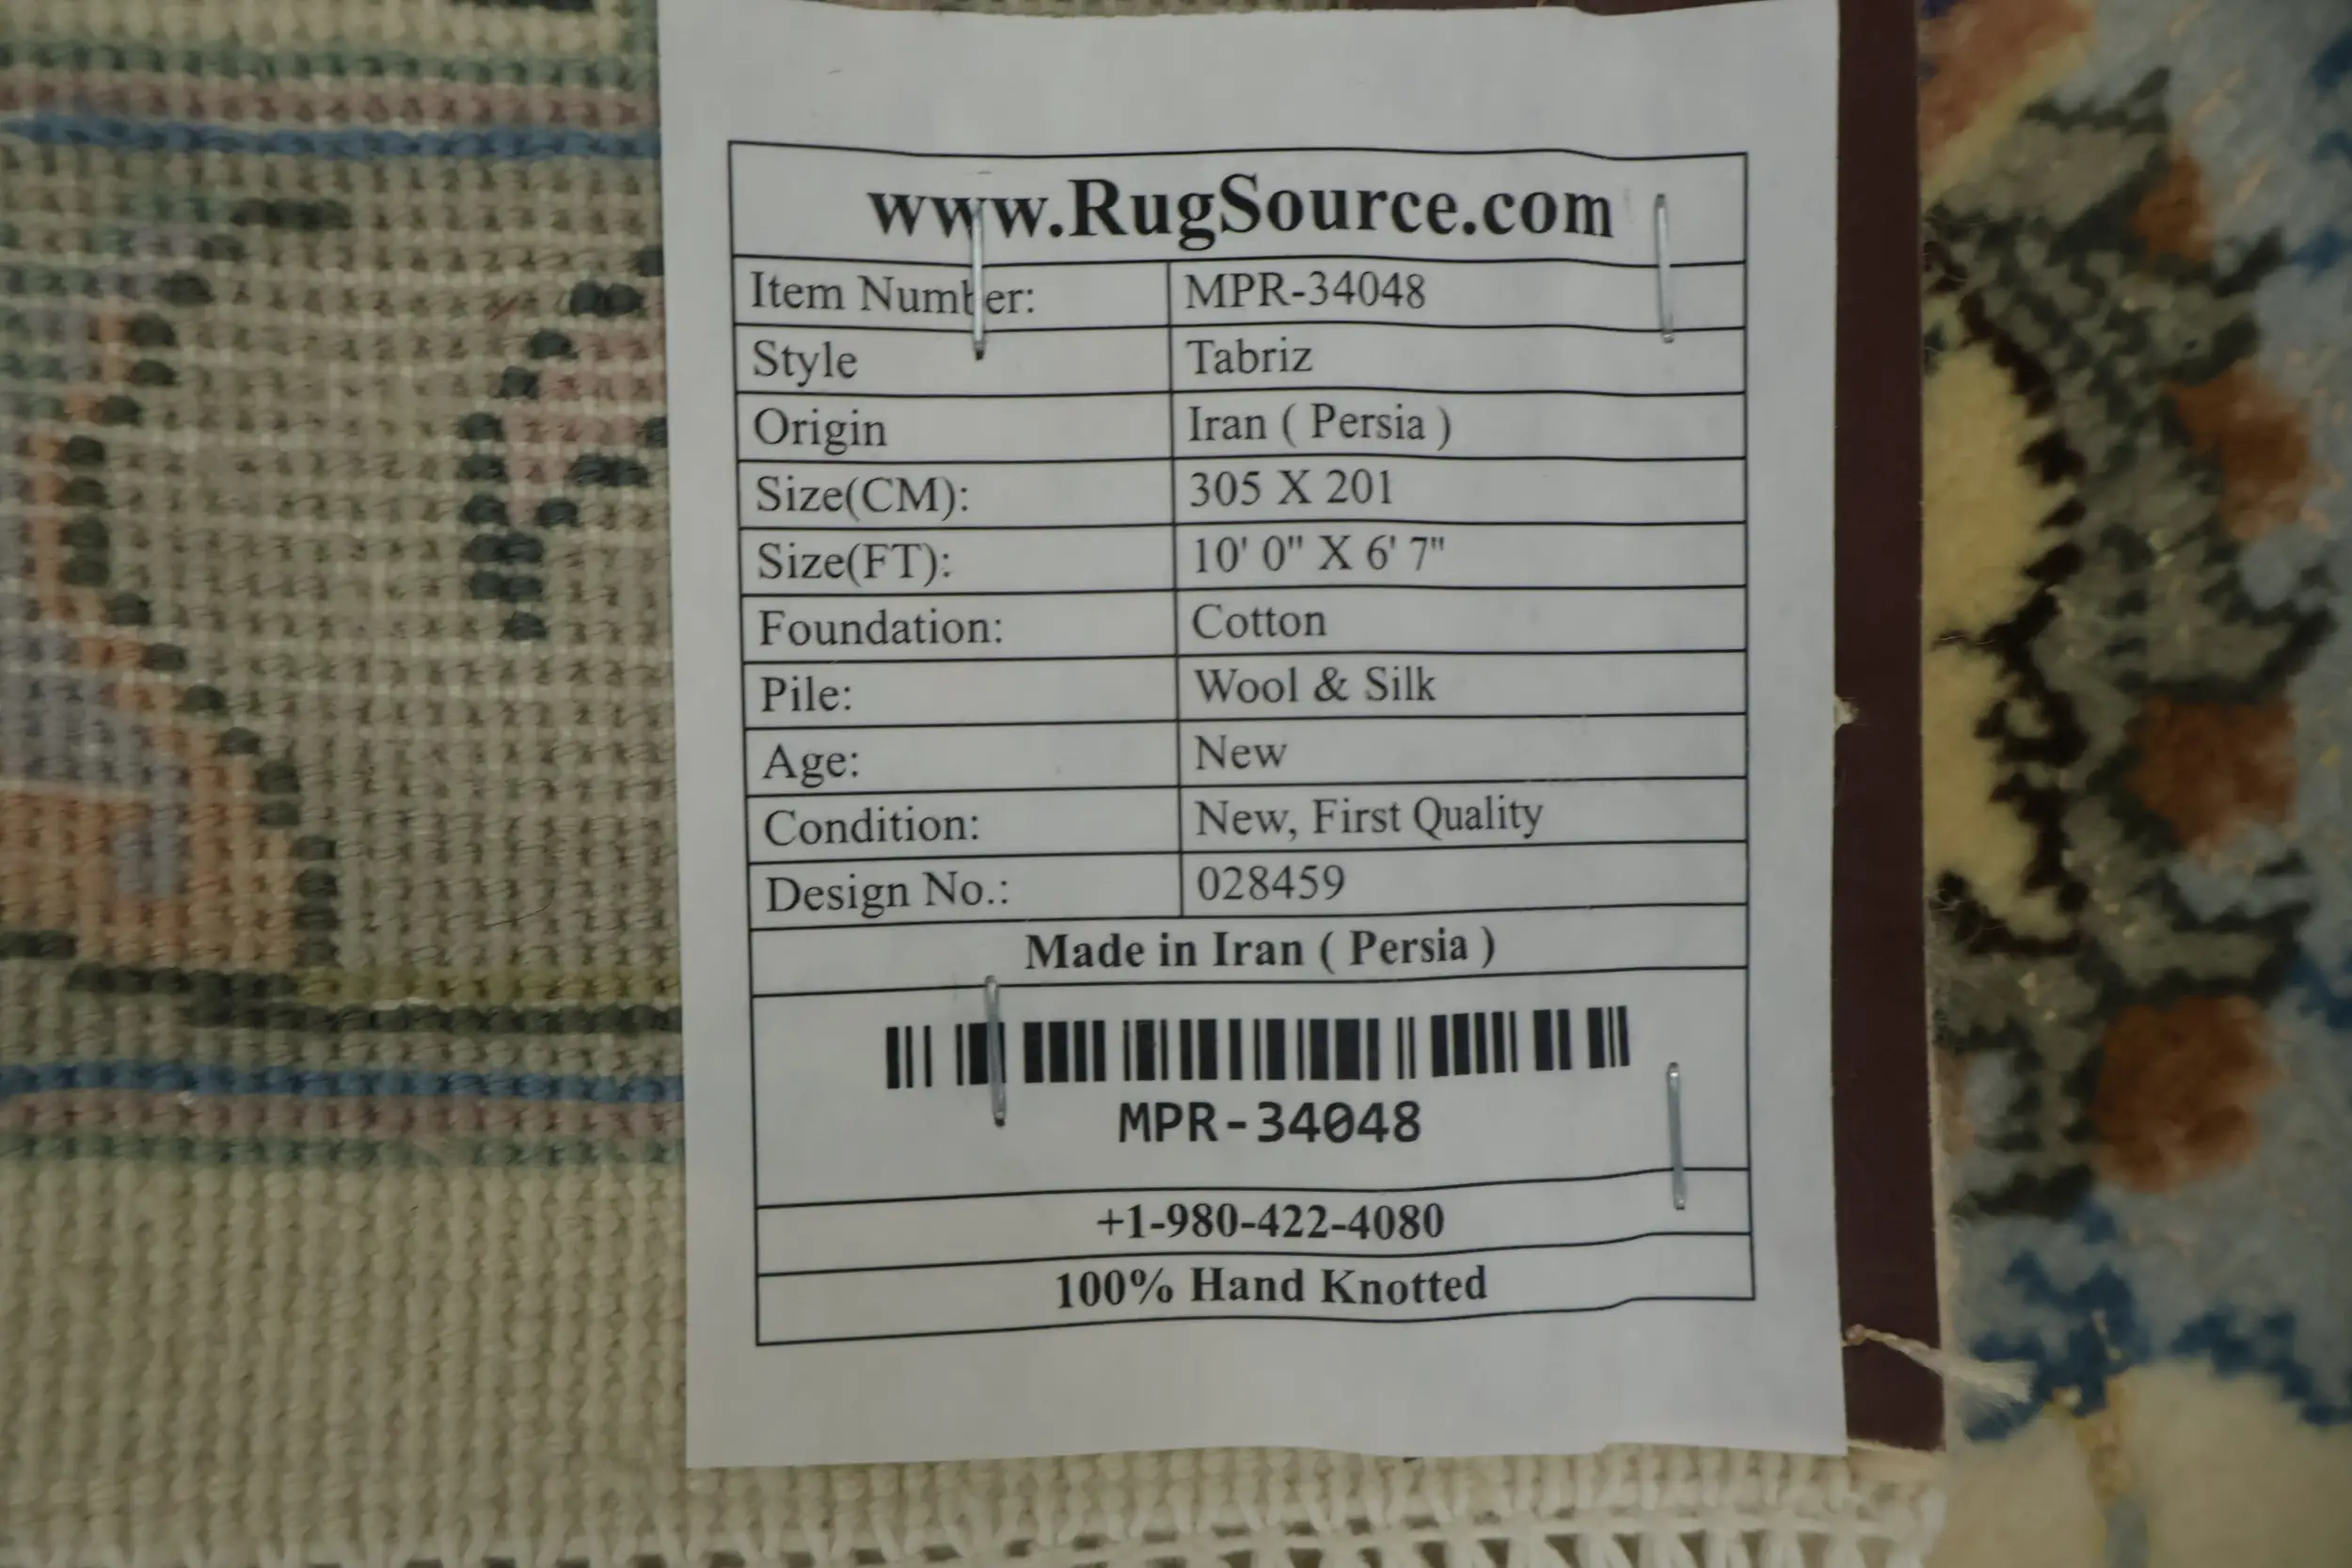 www.RugSource.com
Item Number: MPR-34048
Style Tabriz
Origin Iran ( Persia )
Size(CM): 305 X 201
Size(FT): 10' 0" X 6' 7"
Foundation: Cotton
Pile: Wool & Silk
Age: New
Condition: New, First Quality
Design No.: 028459
Made in Iran ( Persia )
MPR-34048
+1-980-422-4080
100% Hand Knotted